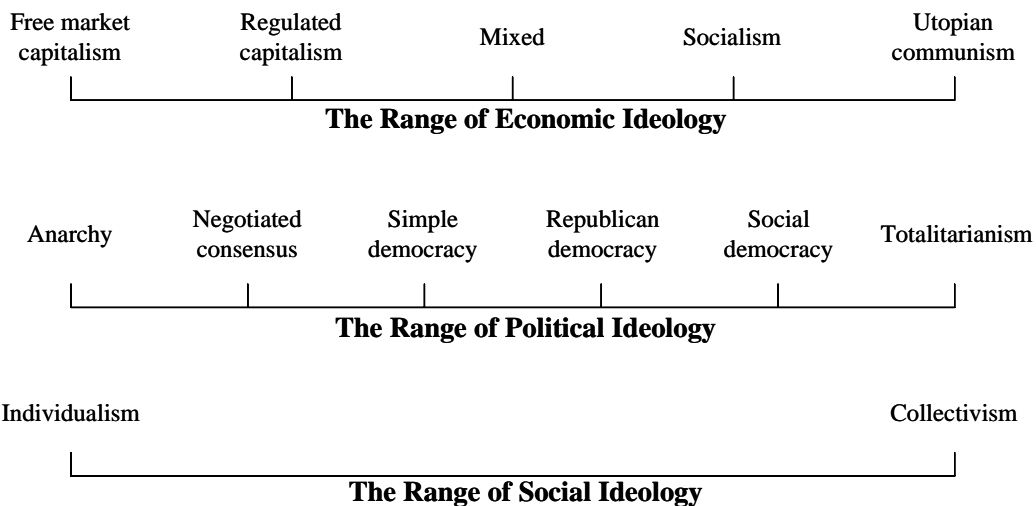 Free market
capitalism
Regulated
capitalism
Mixed
Socialism
Utopian
communism
The Range of Economic Ideology
Anarchy
Negotiated
consensus
Simple
democracy
Republican
democracy
Social
democracy
Totalitarianism
The Range of Political Ideology
Individualism
Collectivism
The Range of Social Ideology